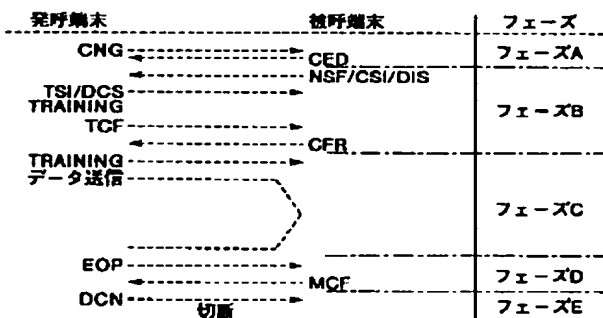 発呼端末 被呼端末 フェーズ
CNG フェーズA
CED
NSF/CSI/DIS
TSI/DCS
TRAINING フェーズB
TCF
CFR
TRAINING
データ送信
フェーズC
EOP
MCF フェーズD
DCN
切断 フェーズE